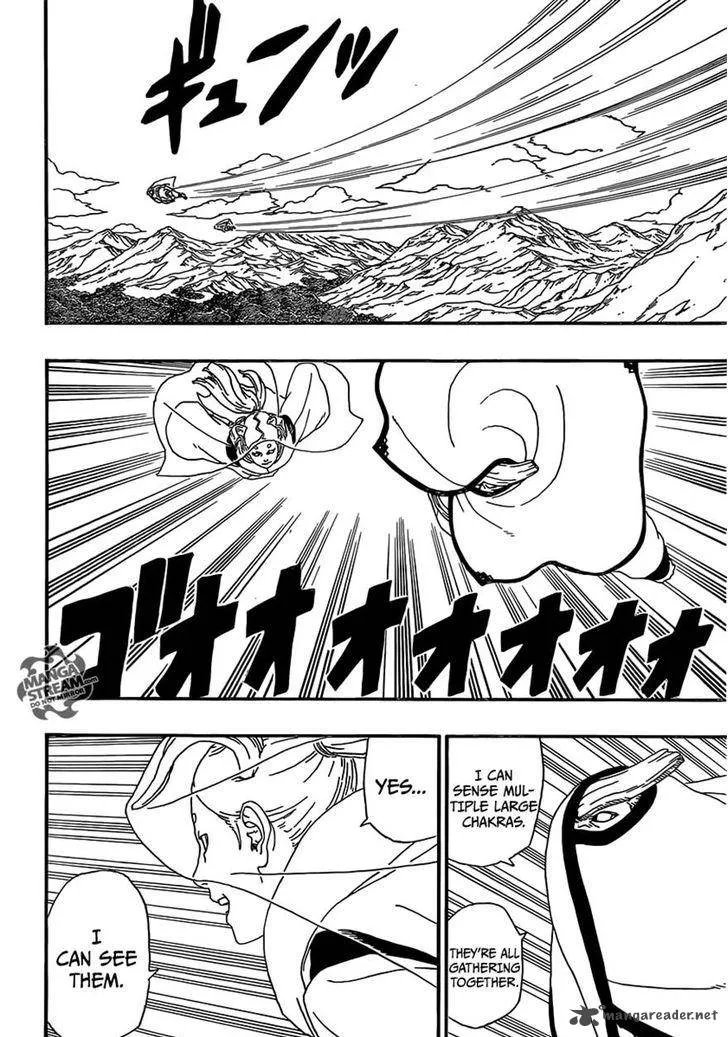 ギュンッ
ゴオオオオオオオ
MANGA
STREAM.com
DO NOT MIRROR
I CAN
SENSE MUL-
TIPLE LARGE
CHAKRAS.
THEY'RE ALL
GATHERING
TOGETHER.
YES...
I
CAN SEE
THEM.
mangareader.net